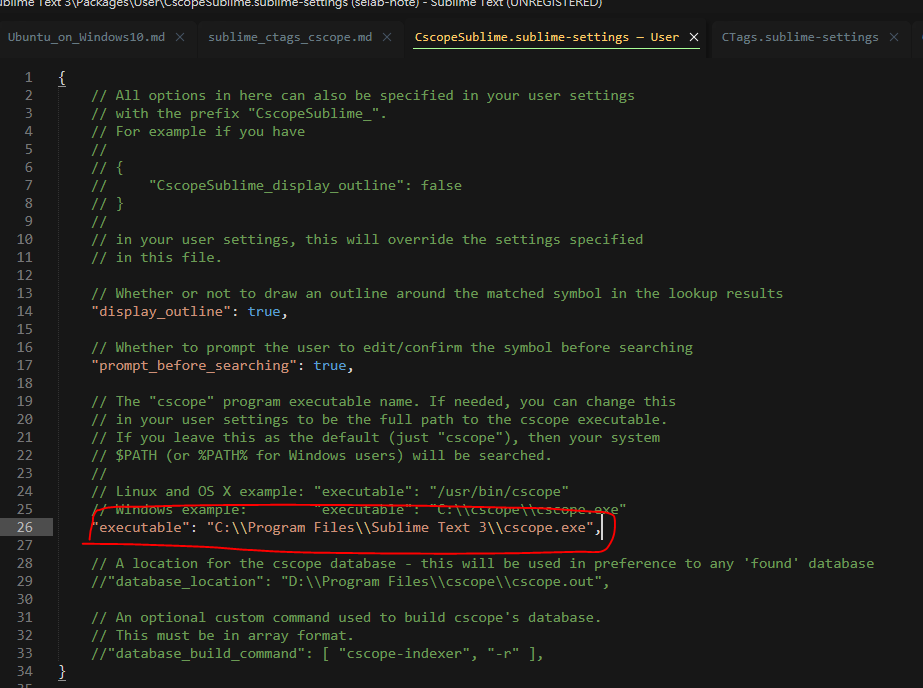 ublime Text 3\Packages\User\CscopeSublime.sublime-settings (selab-note) - Sublime Text (UNREGISTERED)
Ubuntu_on_Windows10.md × sublime_ctags_cscope.md × CscopeSublime.sublime-settings — User × CTags.sublime-settings ×
1 {
2 // All options in here can also be specified in your user settings
3 // with the prefix "CscopeSublime_".
4 // For example if you have
5 //
6 // {
7 //     "CscopeSublime_display_outline": false
8 // }
9 //
10 // in your user settings, this will override the settings specified
11 // in this file.
12
13 // Whether or not to draw an outline around the matched symbol in the lookup results
14 "display_outline": true,
15
16 // Whether to prompt the user to edit/confirm the symbol before searching
17 "prompt_before_searching": true,
18
19 // The "cscope" program executable name. If needed, you can change this
20 // in your user settings to be the full path to the cscope executable.
21 // If you leave this as the default (just "cscope"), then your system
22 // $PATH (or %PATH% for Windows users) will be searched.
23 //
24 // Linux and OS X example: "executable": "/usr/bin/cscope"
25 // Windows example:        "executable": "C:\\cscope\\cscope.exe"
26 "executable": "C:\\Program Files\\Sublime Text 3\\cscope.exe",
27
28 // A location for the cscope database - this will be used in preference to any 'found' database
29 //"database_location": "D:\\Program Files\\cscope\\cscope.out",
30
31 // An optional custom command used to build cscope's database.
32 // This must be in array format.
33 //"database_build_command": [ "cscope-indexer", "-r" ],
34 }
35